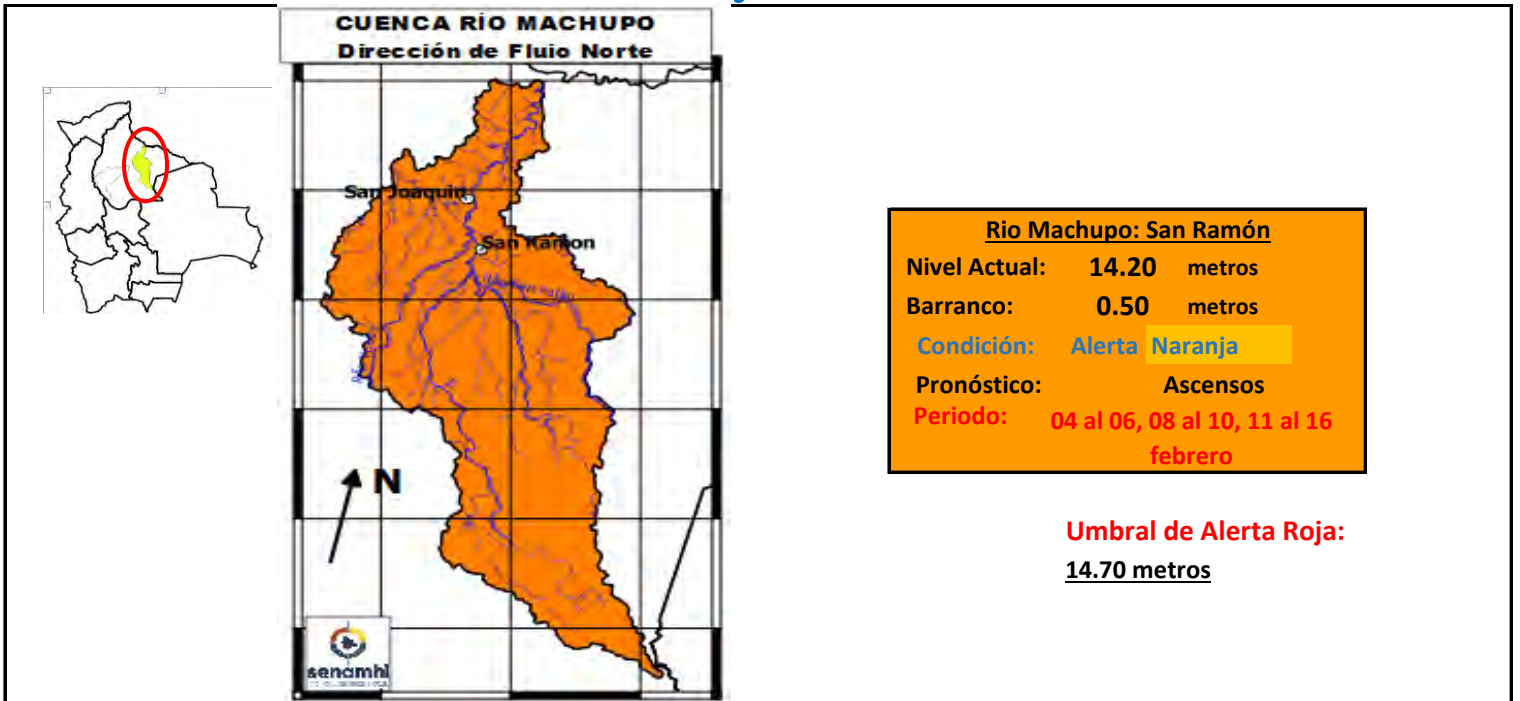 CUENCA RÍO MACHUPO
Dirección de Flujo Norte
San Joaquin
San Ramon
N
senamhi
Rio Machupo: San Ramón
Nivel Actual: 14.20 metros
Barranco: 0.50 metros
Condición: Alerta Naranja
Pronóstico: Ascensos
Periodo: 04 al 06, 08 al 10, 11 al 16
febrero
Umbral de Alerta Roja:
14.70 metros